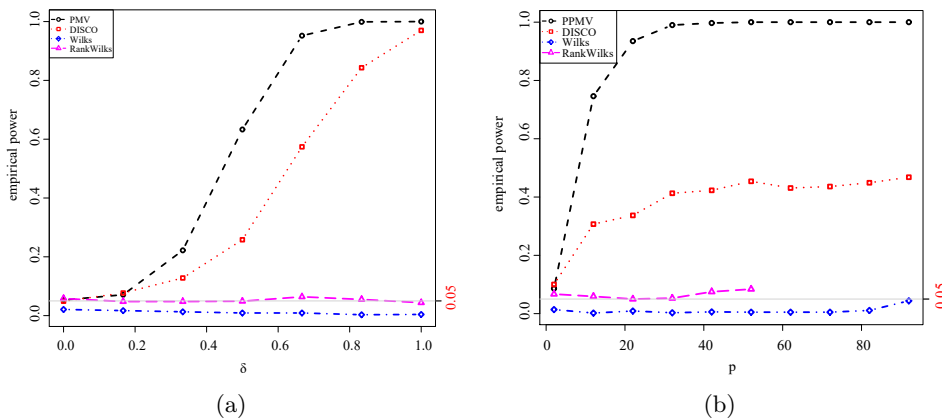 PMV
DISCO
Wilks
RankWilks
empirical power
0.0
0.2
0.4
0.6
0.8
1.0
0.05
0.0 0.2 0.4 0.6 0.8 1.0
δ
(a)
PPMV
DISCO
Wilks
RankWilks
empirical power
0.0
0.2
0.4
0.6
0.8
1.0
0.05
0 20 40 60 80
p
(b)